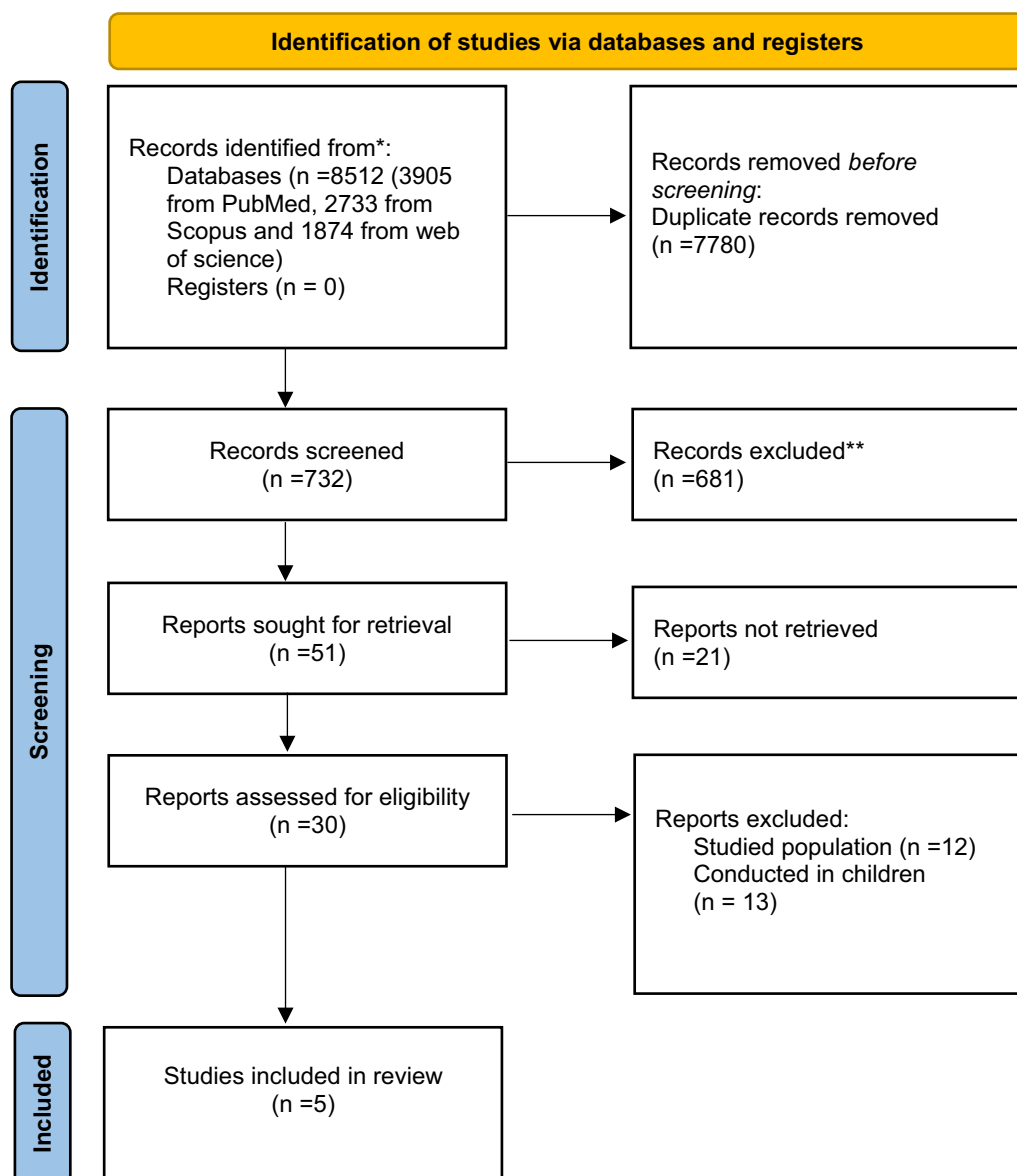 Identification of studies via databases and registers
Identification
Records identified from*:
Databases (n =8512 (3905
from PubMed, 2733 from
Scopus and 1874 from web
of science)
Registers (n = 0)
Records removed before
screening:
Duplicate records removed
(n =7780)
Screening
Records screened
(n =732)
Records excluded**
(n =681)
Reports sought for retrieval
(n =51)
Reports not retrieved
(n =21)
Reports assessed for eligibility
(n =30)
Reports excluded:
Studied population (n =12)
Conducted in children
(n = 13)
Included
Studies included in review
(n =5)